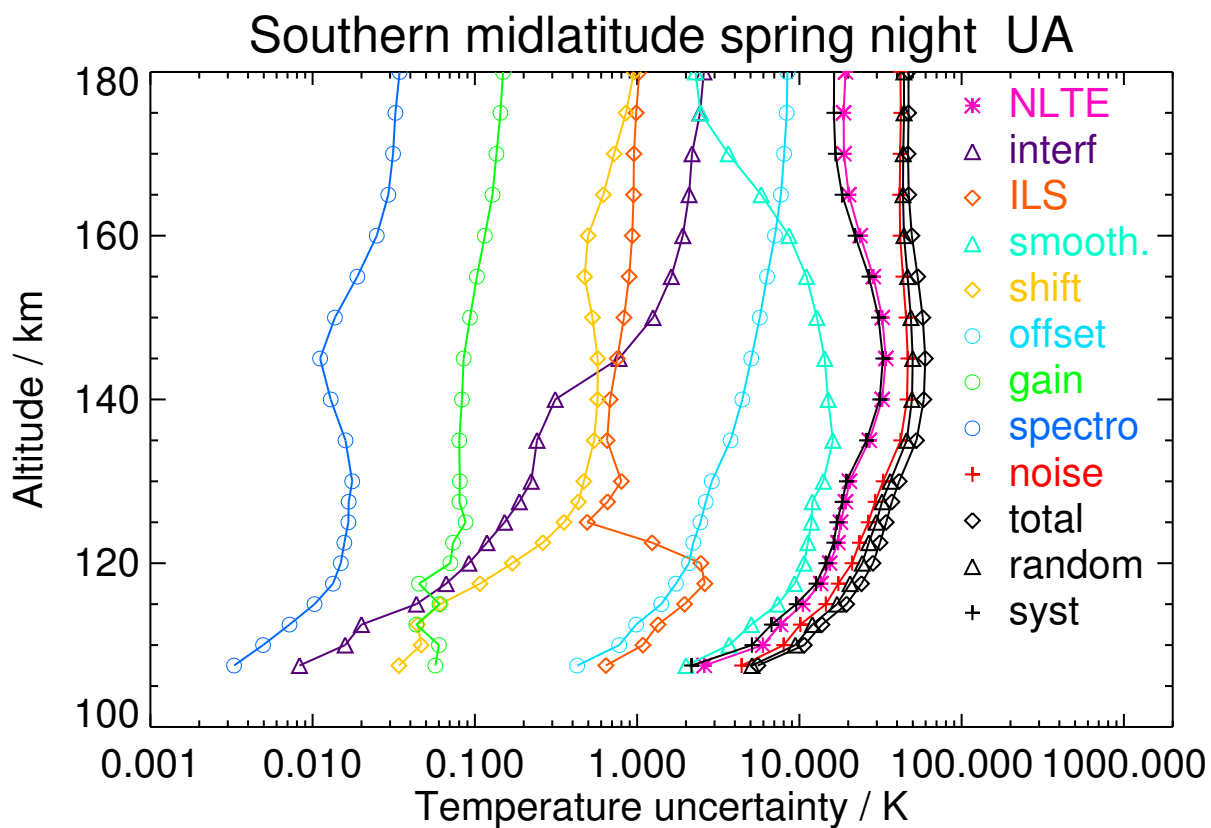 Southern midlatitude spring night UA
Altitude / km
180
160
140
120
100
NLTE
interf
ILS
smooth.
shift
offset
gain
spectro
noise
total
random
syst
0.001 0.010 0.100 1.000 10.000 100.000 1000.000
Temperature uncertainty / K